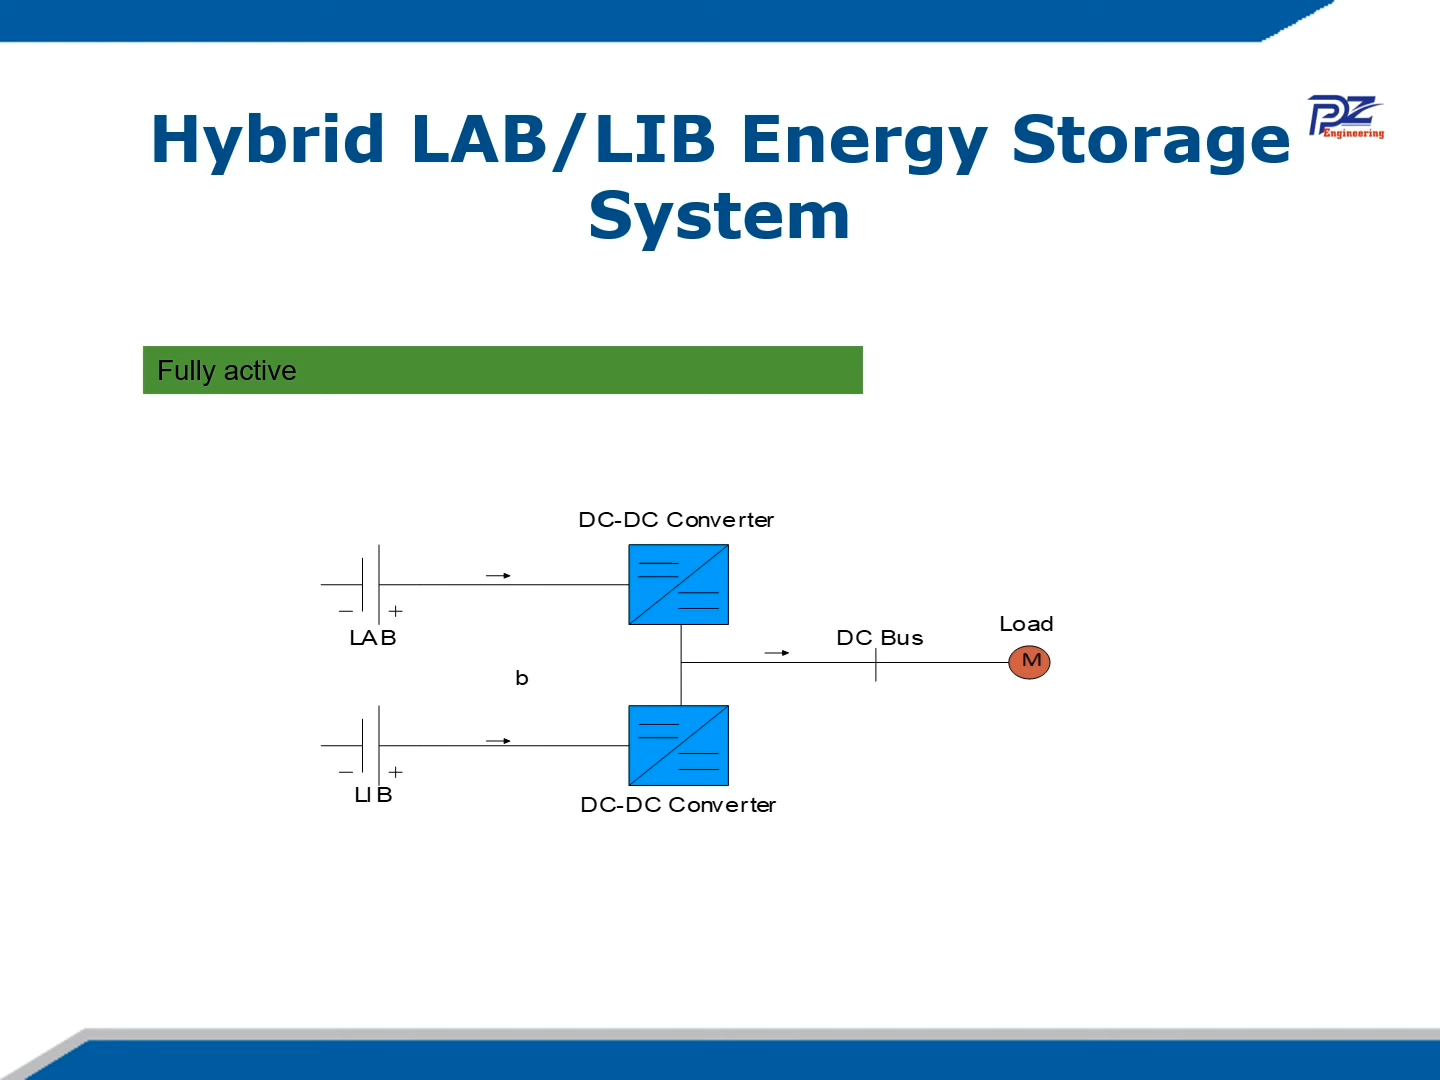 Hybrid LAB/LIB Energy Storage
System
PZ
Engineering
Fully active
DC-DC Converter
− +
LAB
Load
DC Bus
M
b
− +
LIB
DC-DC Converter